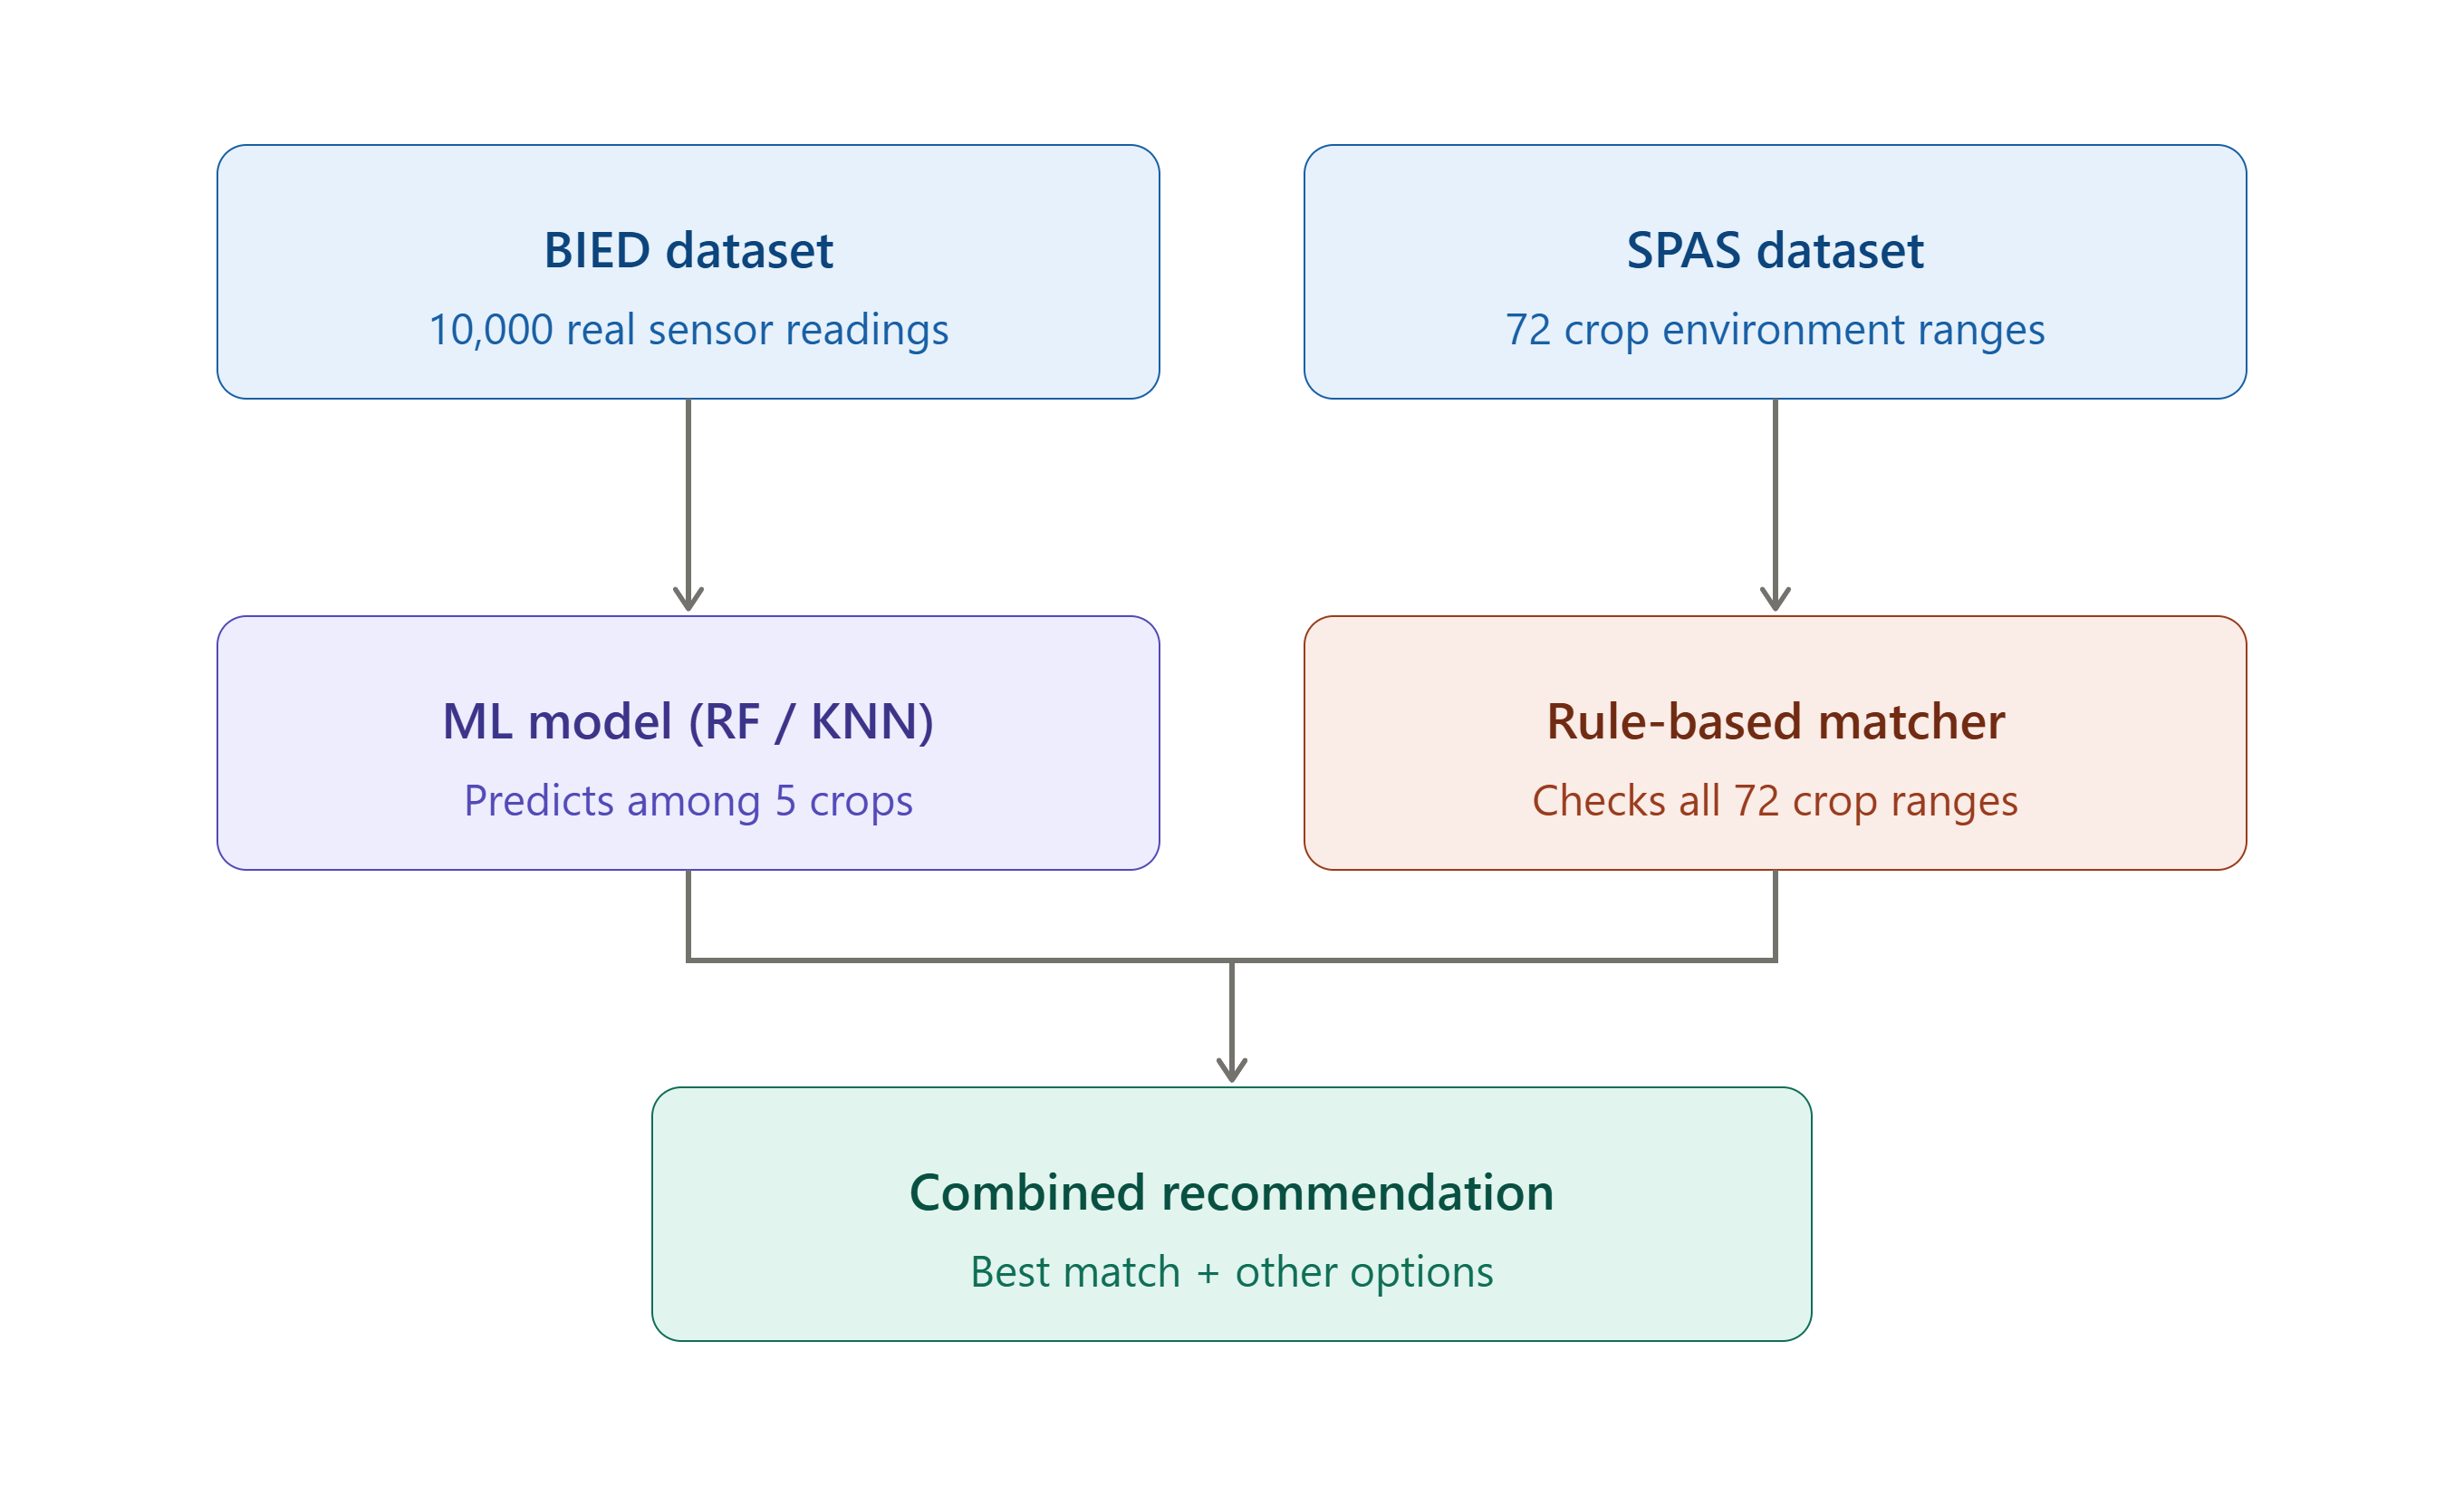 BIED dataset
10,000 real sensor readings
SPAS dataset
72 crop environment ranges
ML model (RF / KNN)
Predicts among 5 crops
Rule-based matcher
Checks all 72 crop ranges
Combined recommendation
Best match + other options